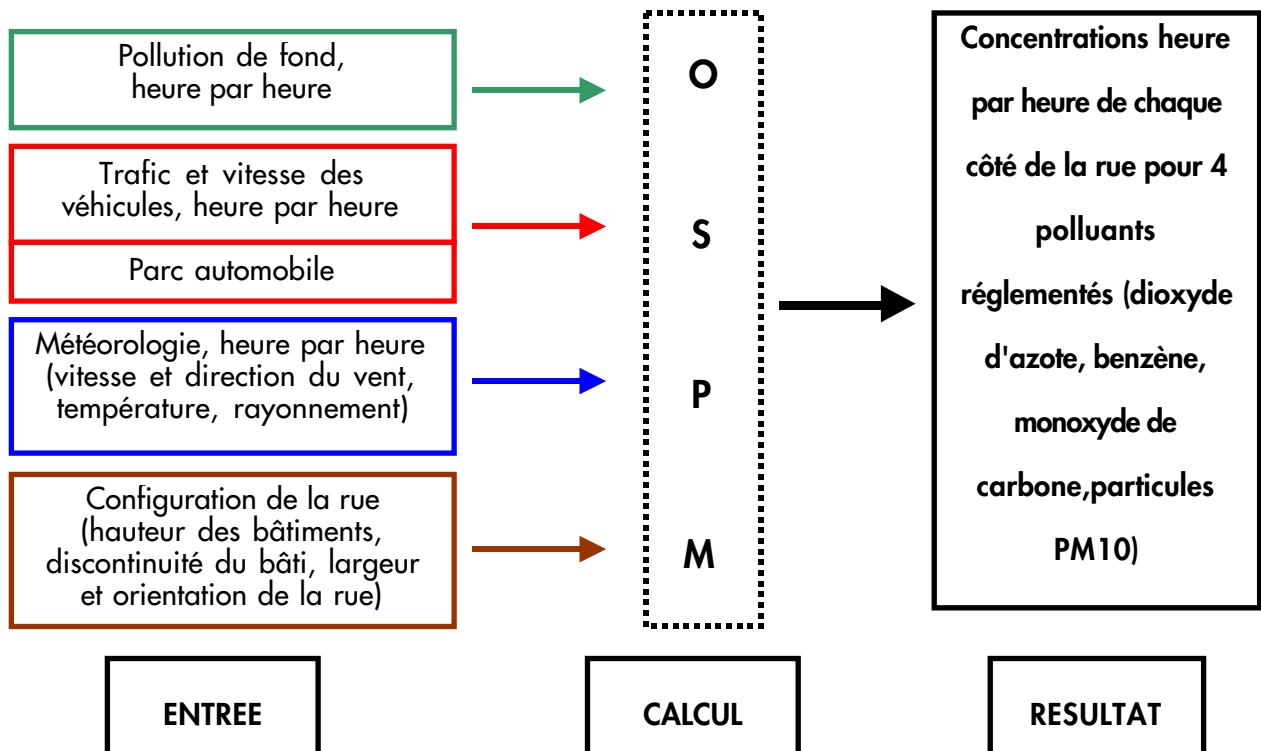 Pollution de fond,
heure par heure
Trafic et vitesse des
véhicules, heure par heure
Parc automobile
Météorologie, heure par heure
(vitesse et direction du vent,
température, rayonnement)
Configuration de la rue
(hauteur des bâtiments,
discontinuité du bâti, largeur
et orientation de la rue)
O
S
P
M
Concentrations heure
par heure de chaque
côté de la rue pour 4
polluants
réglementés (dioxyde
d'azote, benzène,
monoxyde de
carbone,particules
PM10)
ENTREE
CALCUL
RESULTAT